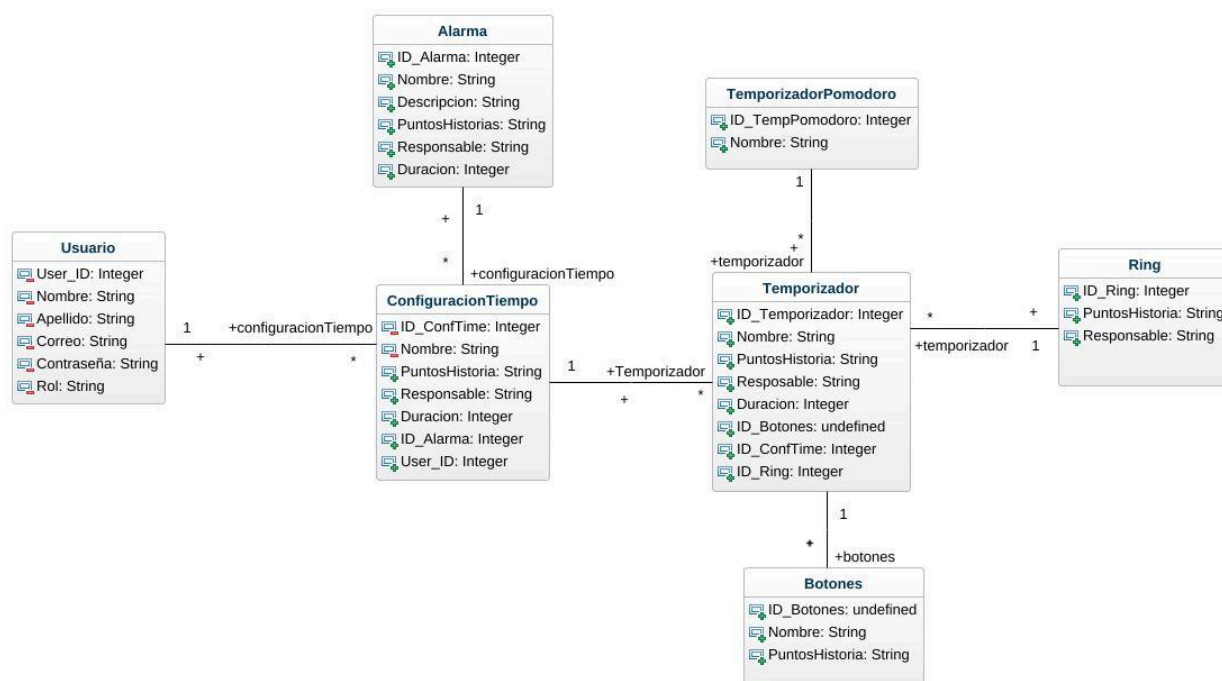 Alarma
ID_Alarma: Integer
Nombre: String
Descripcion: String
PuntosHistorias: String
Responsable: String
Duracion: Integer
+
1
*
+configuracionTiempo
TemporizadorPomodoro
ID_TempPomodoro: Integer
Nombre: String
1
*
+
+temporizador
Usuario
User_ID: Integer
Nombre: String
Apellido: String
Correo: String
Contraseña: String
Rol: String
1
+configuracionTiempo
+
*
ConfiguracionTiempo
ID_ConfTime: Integer
Nombre: String
PuntosHistoria: String
Responsable: String
Duracion: Integer
ID_Alarma: Integer
User_ID: Integer
1
+Temporizador
+
*
Temporizador
ID_Temporizador: Integer
Nombre: String
PuntosHistoria: String
Resposable: String
Duracion: Integer
ID_Botones: undefined
ID_ConfTime: Integer
ID_Ring: Integer
*
+
+temporizador
1
Ring
ID_Ring: Integer
PuntosHistoria: String
Responsable: String
1
+
+botones
Botones
ID_Botones: undefined
Nombre: String
PuntosHistoria: String